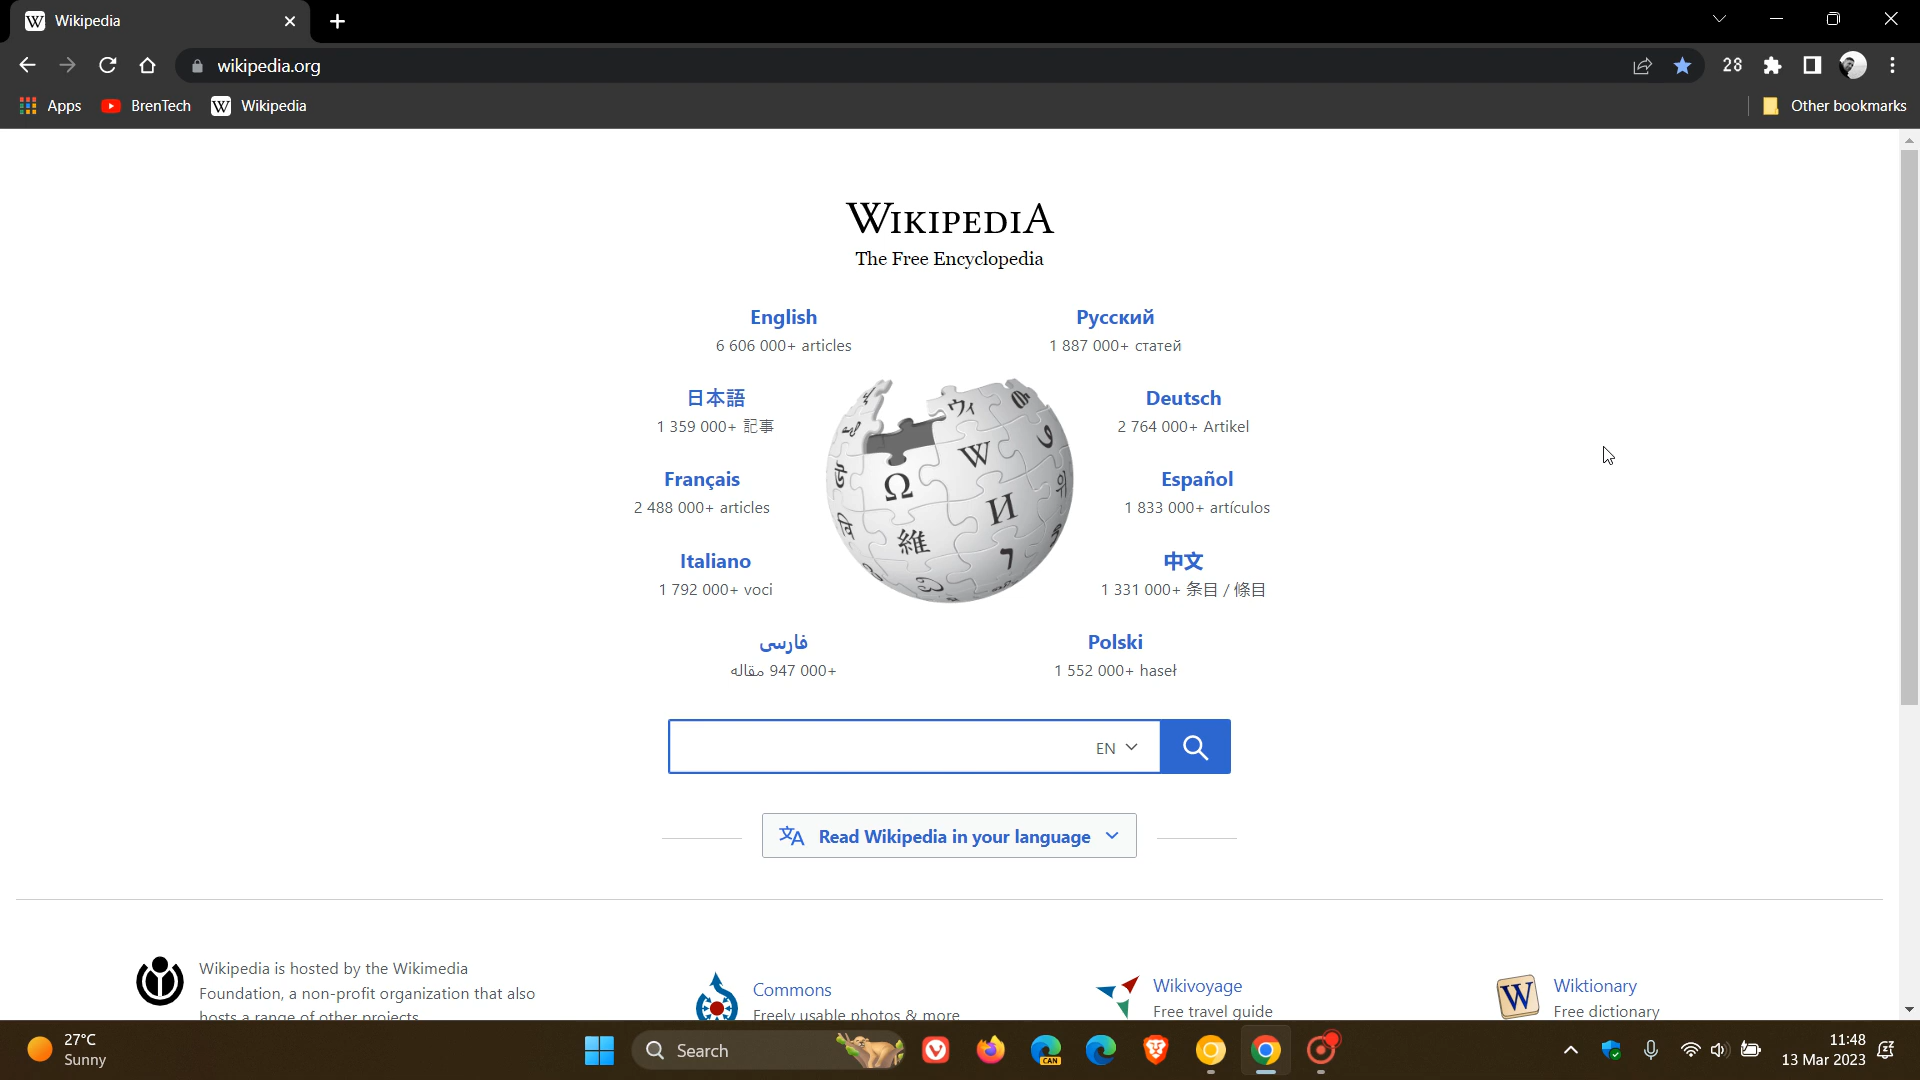 Wikipedia
wikipedia.org
28
Apps BrenTech Wikipedia Other bookmarks
WIKIPEDIA
The Free Encyclopedia
English
6 606 000+ articles
Русский
1 887 000+ статей
日本語
1 359 000+ 記事
Deutsch
2 764 000+ Artikel
Français
2 488 000+ articles
Español
1 833 000+ artículos
Italiano
1 792 000+ voci
中文
1 331 000+ 条目 / 條目
فارسی
947 000+ مقاله
Polski
1 552 000+ haseł
EN
Read Wikipedia in your language
Wikipedia is hosted by the Wikimedia
Foundation, a non-profit organization that also
hosts a range of other projects.
Commons
Freely usable photos & more
Wikivoyage
Free travel guide
Wiktionary
Free dictionary
27°C
Sunny
Search
CAN
11:48
13 Mar 2023